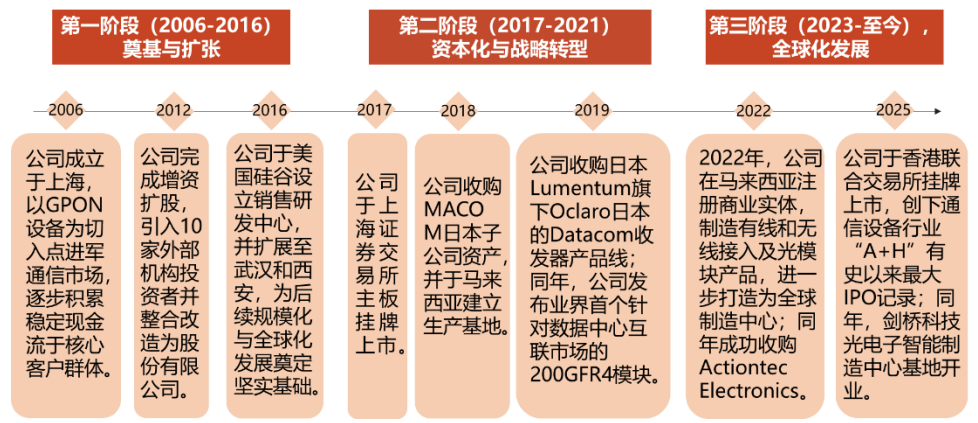 第一阶段（2006-2016）
奠基与扩张
第二阶段（2017-2021）
资本化与战略转型
第三阶段（2023-至今），
全球化发展
2006
2012
2016
2017
2018
2019
2022
2025
公司成立
于上海，
以GPON
设备为切
入点进军
通信市场，
逐步积累
稳定现金
流于核心
客户群体。
公司完
成增资
扩股，
引入10
家外部
机构投
资者并
整合改
造为股
份有限
公司。
公司于美
国硅谷设
立销售研
发中心，
并扩展至
武汉和西
安，为后
续规模化
与全球化
发展奠定
坚实基础。
公司
于上
海证
券交
易所
主板
挂牌
上市。
公司收购
MACO
M日本子
公司资产，
并于马来
西亚建立
生产基地。
公司收购日本
Lumentum旗
下Oclaro日本
的Datacom收
发器产品线；
同年，公司发
布业界首个针
对数据中心互
联市场的
200GFR4模块。
2022年，公司
在马来西亚注
册商业实体，
制造有线和无
线接入及光模
块产品，进一
步打造为全球
制造中心；同
年成功收购
Actiontec
Electronics。
公司于香港联
合交易所挂牌
上市，创下通
信设备行业
“A+H”有
史以来最大
IPO记录；同
年，剑桥科技
光电子智能制
造中心基地开
业。